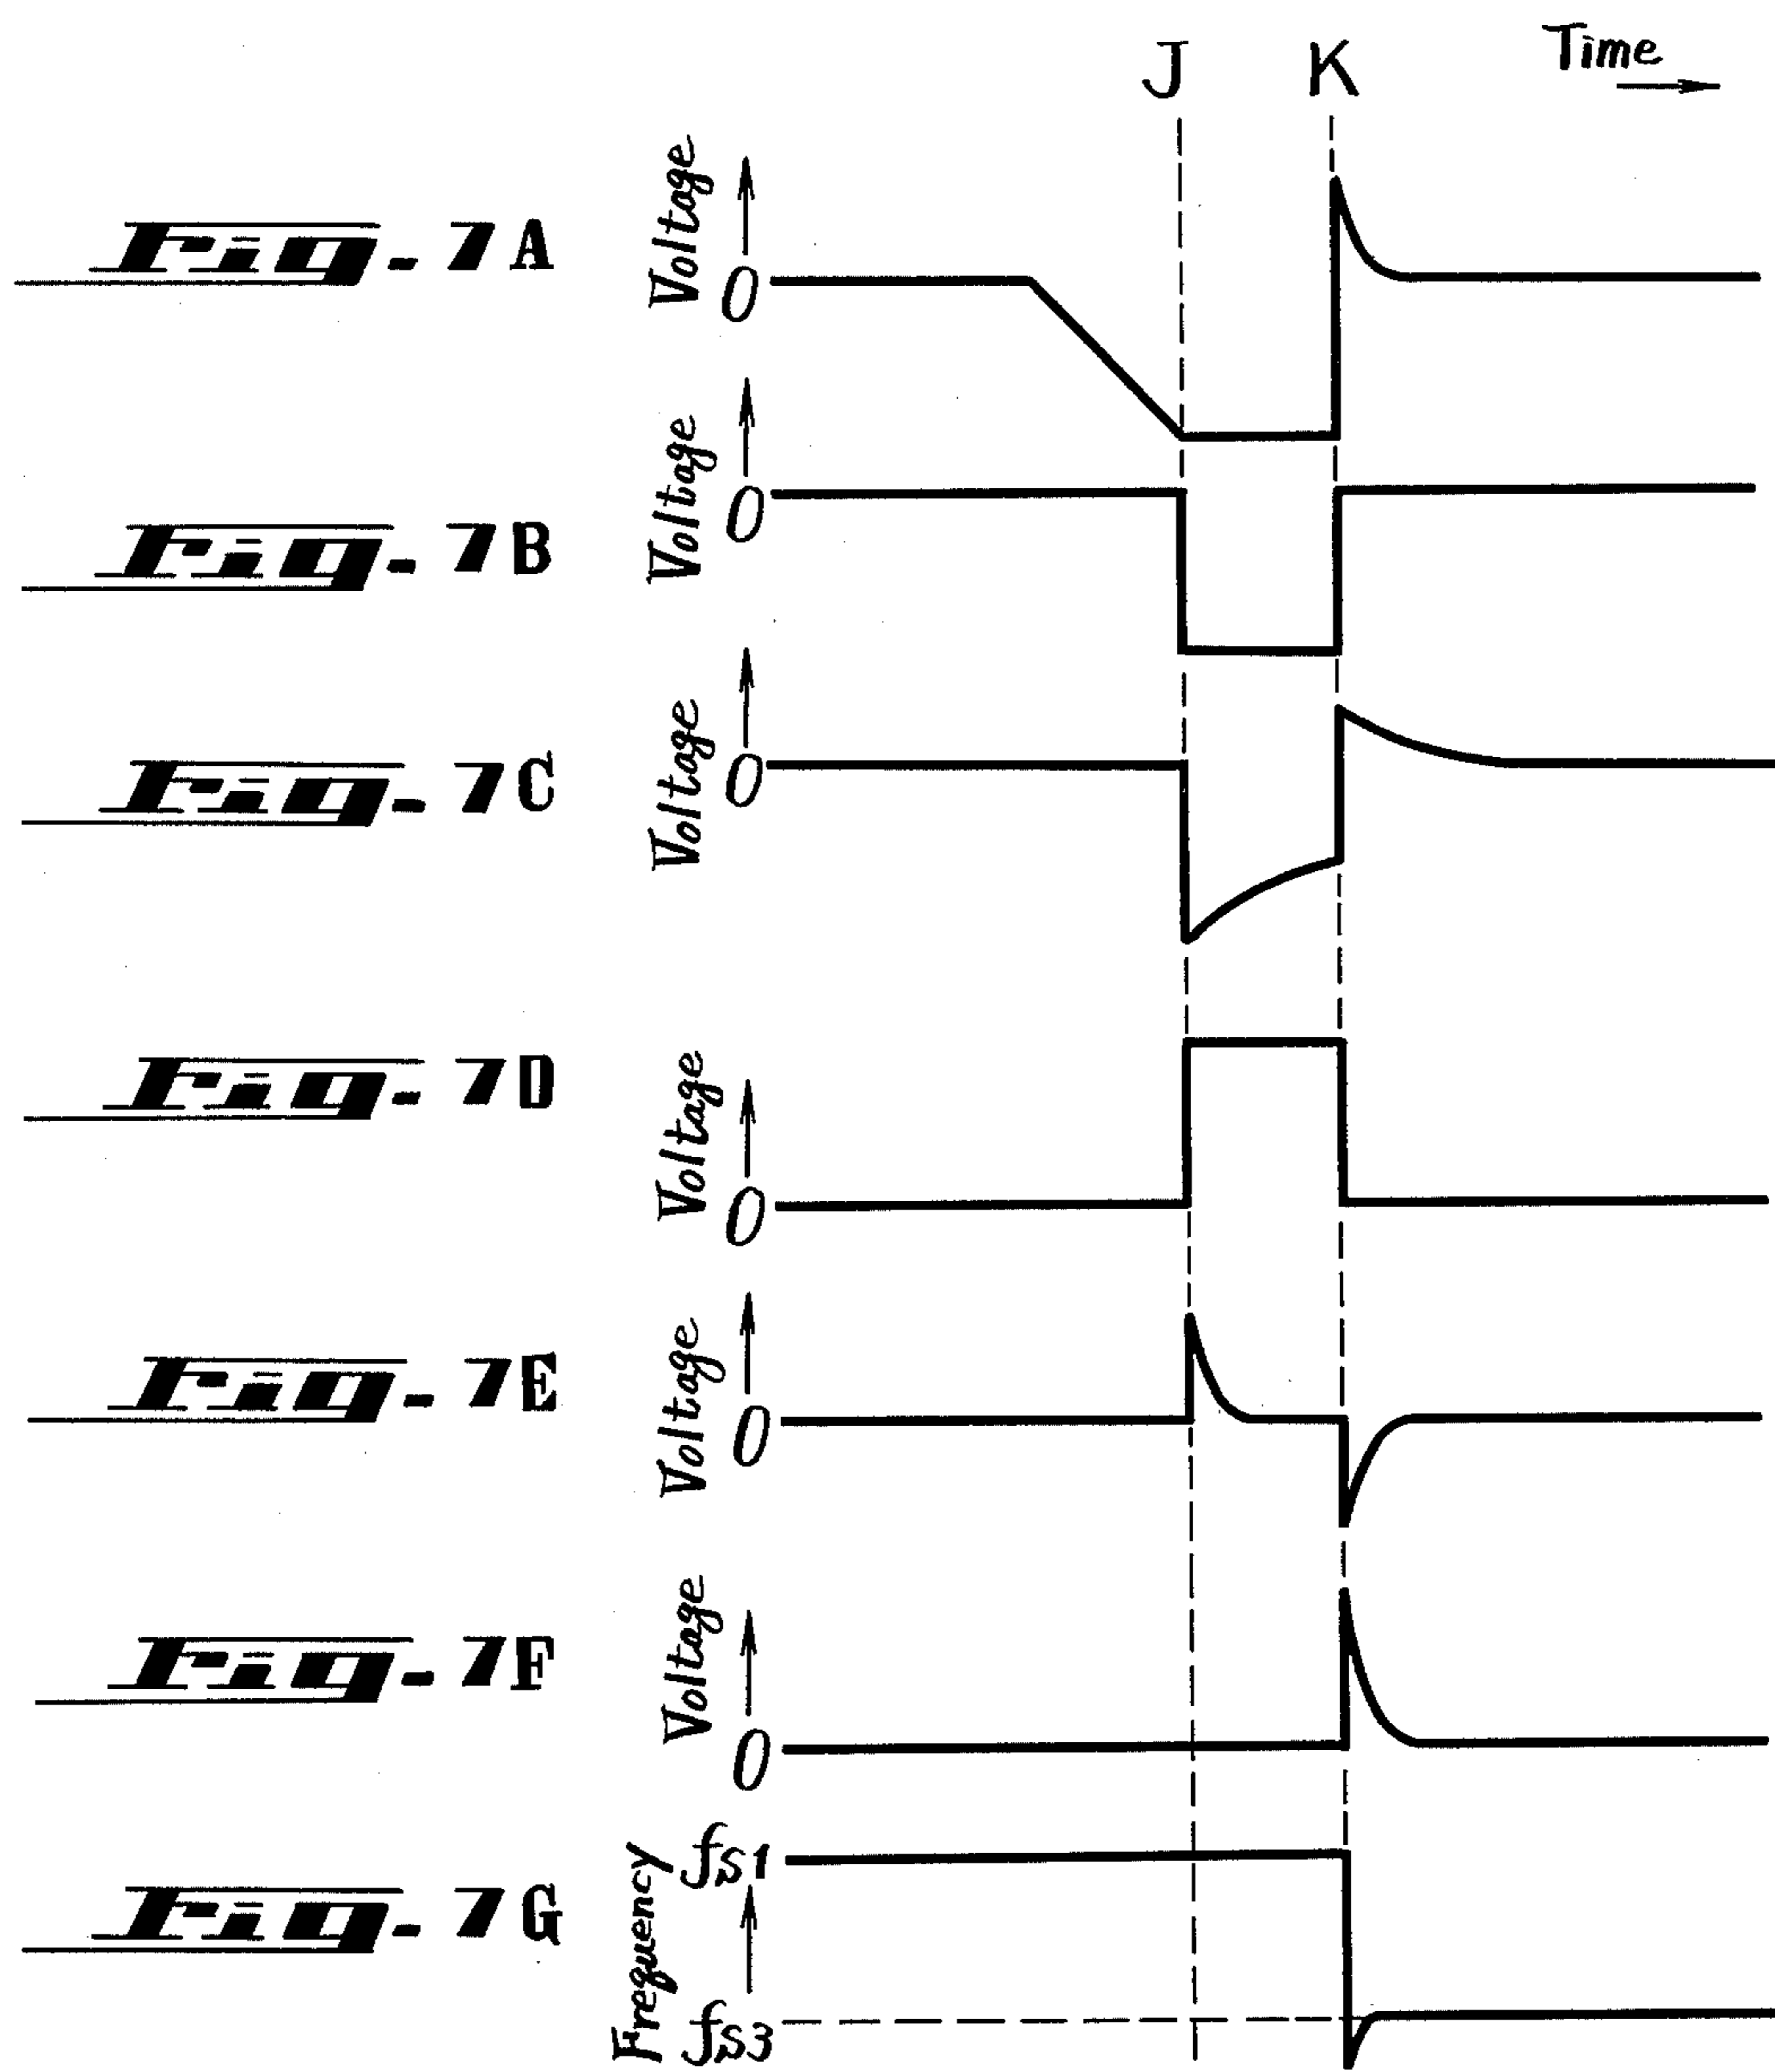 J K Time
Fig. 7A
Voltage
0
Fig. 7B
Voltage
0
Fig. 7C
Voltage
0
Fig. 7D
Voltage
0
Fig. 7E
Voltage
0
Fig. 7F
Voltage
0
Fig. 7G
Frequency
fs1
fs3